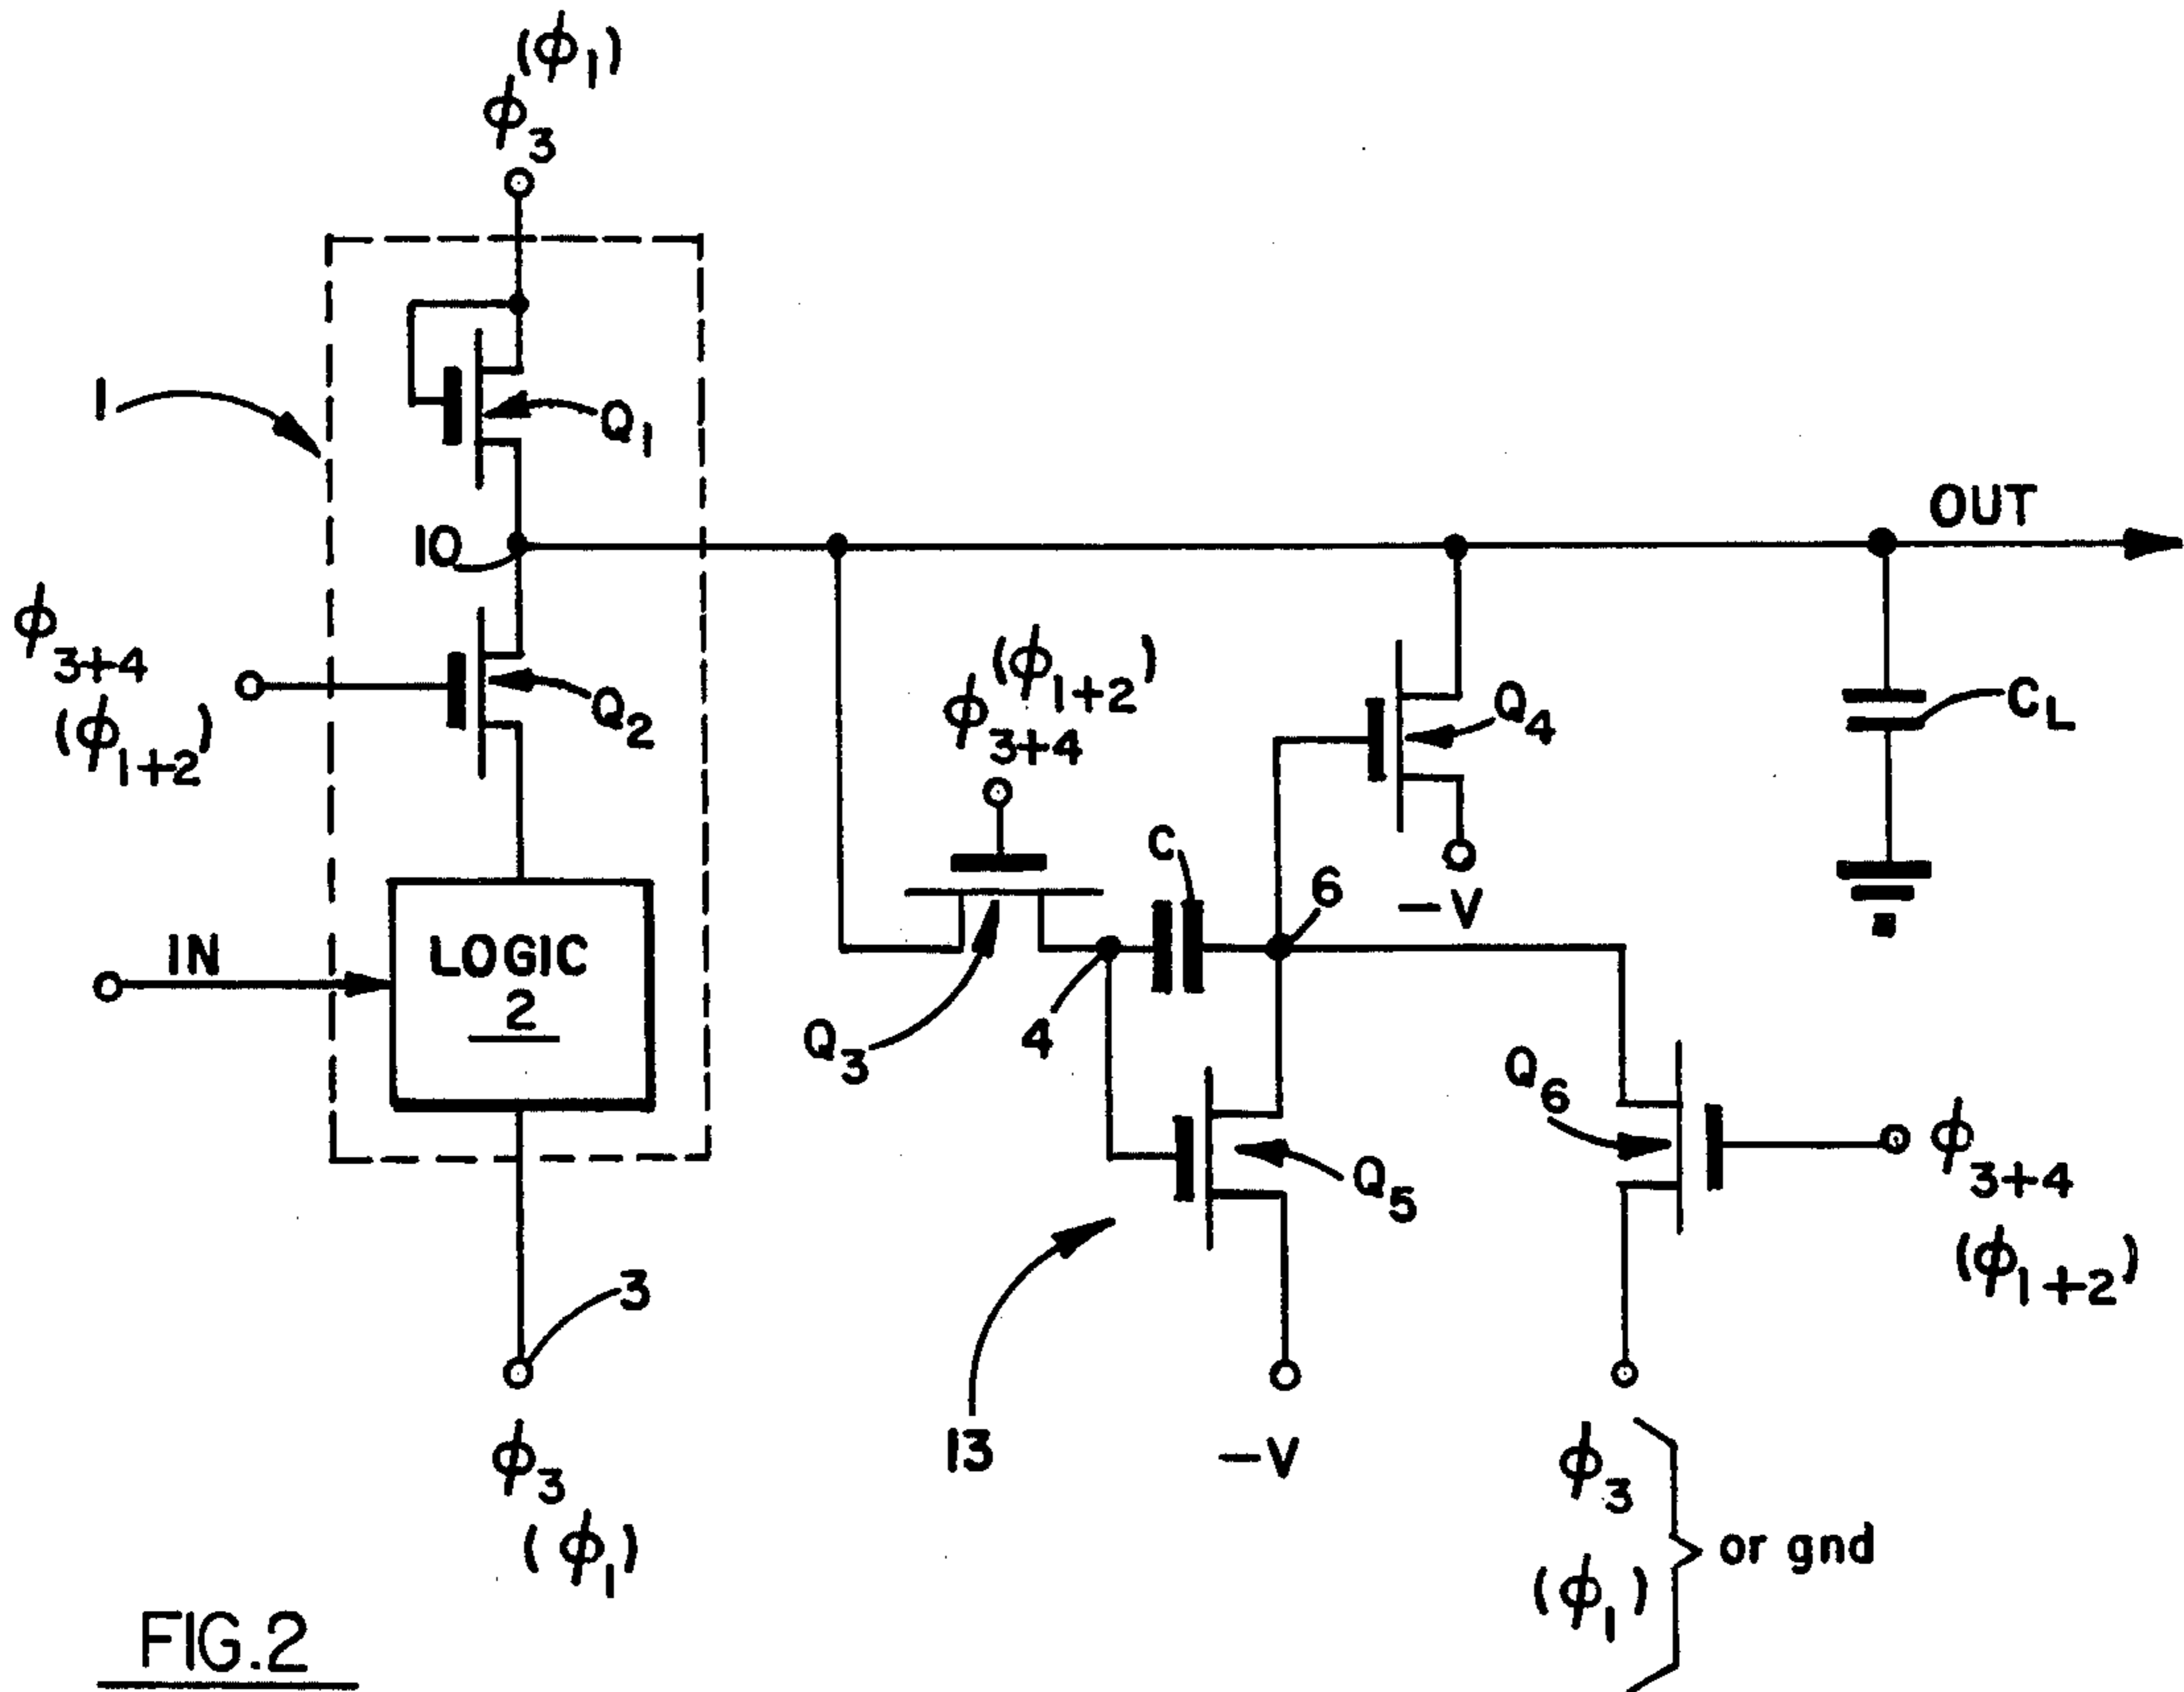 (ϕ₁)
ϕ₃
1
Q₁
10
OUT
ϕ₃₊₄
(ϕ₁₊₂)
Q₂
(ϕ₁₊₂)
ϕ₃₊₄
Q₄
C_L
C
6
-V
IN
LOGIC
2
Q₃
4
Q₆
Q₅
ϕ₃₊₄
(ϕ₁₊₂)
3
13
-V
ϕ₃
(ϕ₁)
ϕ₃
(ϕ₁)
or gnd
FIG.2